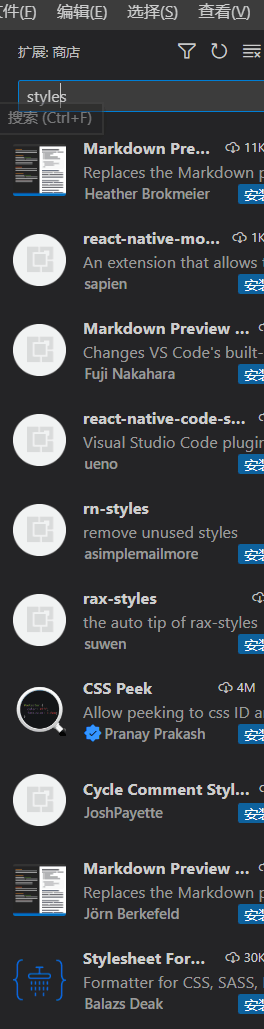 文件(F) 编辑(E) 选择(S) 查看(V)
扩展: 商店
styles
搜索 (Ctrl+F)
Markdown Pre... 11K
Replaces the Markdown p
Heather Brokmeier 安装
react-native-mo... 1K
An extension that allows t
sapien 安装
Markdown Preview ...
Changes VS Code's built-
Fuji Nakahara 安装
react-native-code-s...
Visual Studio Code plugin
ueno 安装
rn-styles
remove unused styles
asimplemailmore 安装
rax-styles
the auto tip of rax-styles
suwen 安装
CSS Peek 4M
Allow peeking to css ID a
Pranay Prakash 安装
Cycle Comment Styl...
JoshPayette 安装
Markdown Preview ...
Replaces the Markdown p
Jörn Berkefeld 安装
Stylesheet For... 30K
Formatter for CSS, SASS,
Balazs Deak 安装